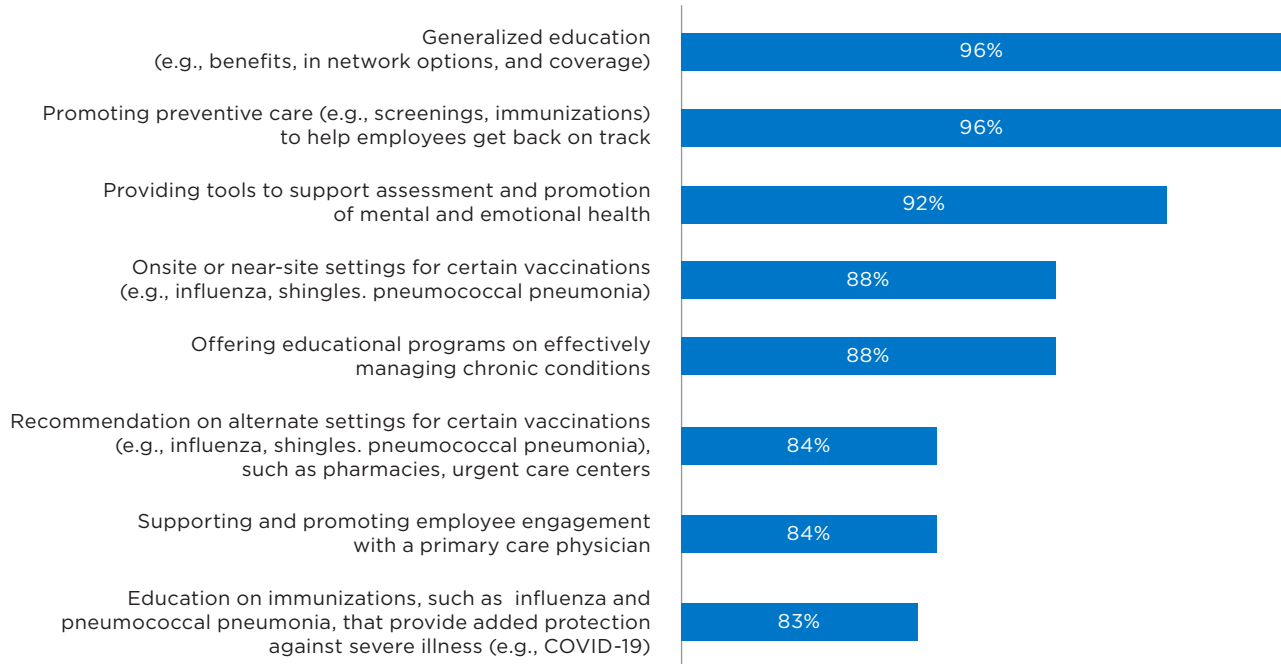 Generalized education
(e.g., benefits, in network options, and coverage)
96%
Promoting preventive care (e.g., screenings, immunizations)
to help employees get back on track
96%
Providing tools to support assessment and promotion
of mental and emotional health
92%
Onsite or near-site settings for certain vaccinations
(e.g., influenza, shingles. pneumococcal pneumonia)
88%
Offering educational programs on effectively
managing chronic conditions
88%
Recommendation on alternate settings for certain vaccinations
(e.g., influenza, shingles. pneumococcal pneumonia),
such as pharmacies, urgent care centers
84%
Supporting and promoting employee engagement
with a primary care physician
84%
Education on immunizations, such as  influenza and
pneumococcal pneumonia, that provide added protection
against severe illness (e.g., COVID-19)
83%